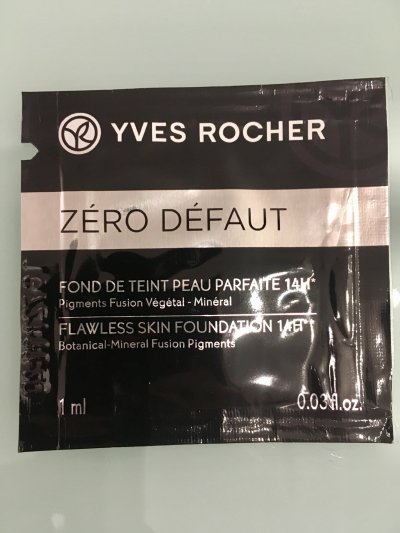 YVES ROCHER
ZÉRO DÉFAUT
FOND DE TEINT PEAU PARFAITE 14H*
Pigments Fusion Végétal - Minéral
FLAWLESS SKIN FOUNDATION 14H**
Botanical-Mineral Fusion Pigments
1 ml 0.03 fl.oz.